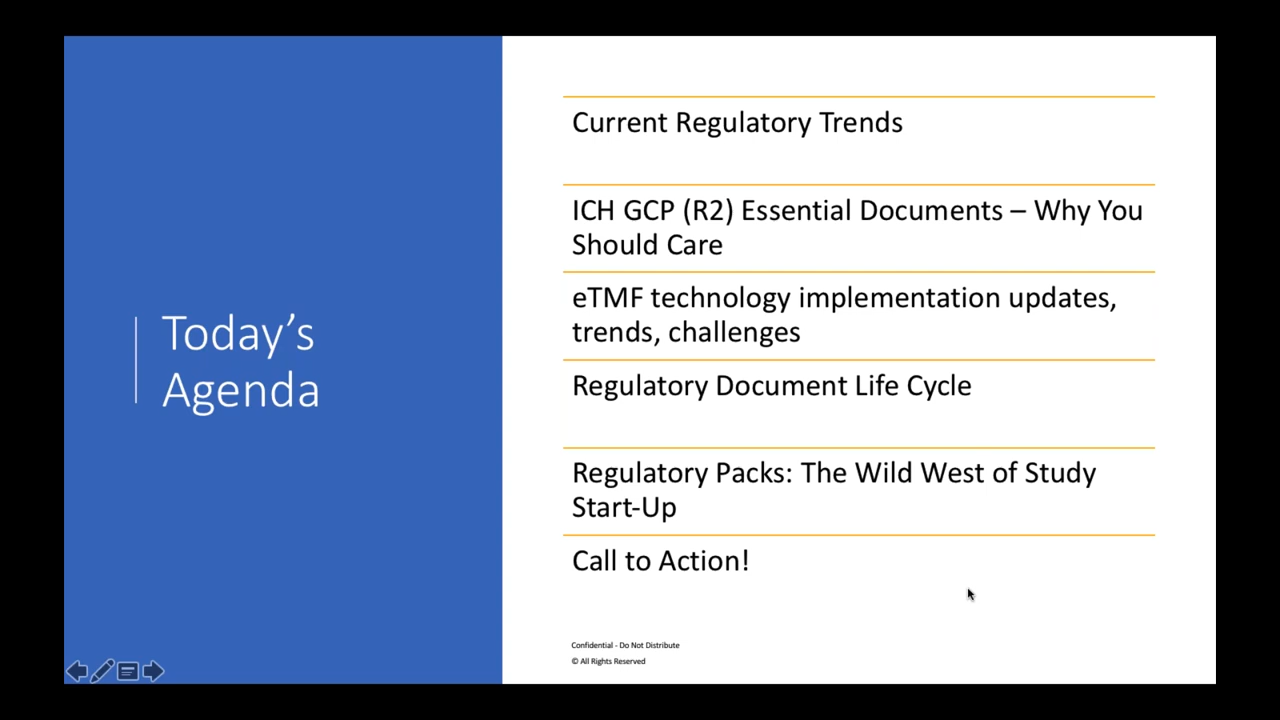 Today’s
Agenda
Current Regulatory Trends
ICH GCP (R2) Essential Documents – Why You
Should Care
eTMF technology implementation updates,
trends, challenges
Regulatory Document Life Cycle
Regulatory Packs: The Wild West of Study
Start-Up
Call to Action!
Confidential - Do Not Distribute
© All Rights Reserved